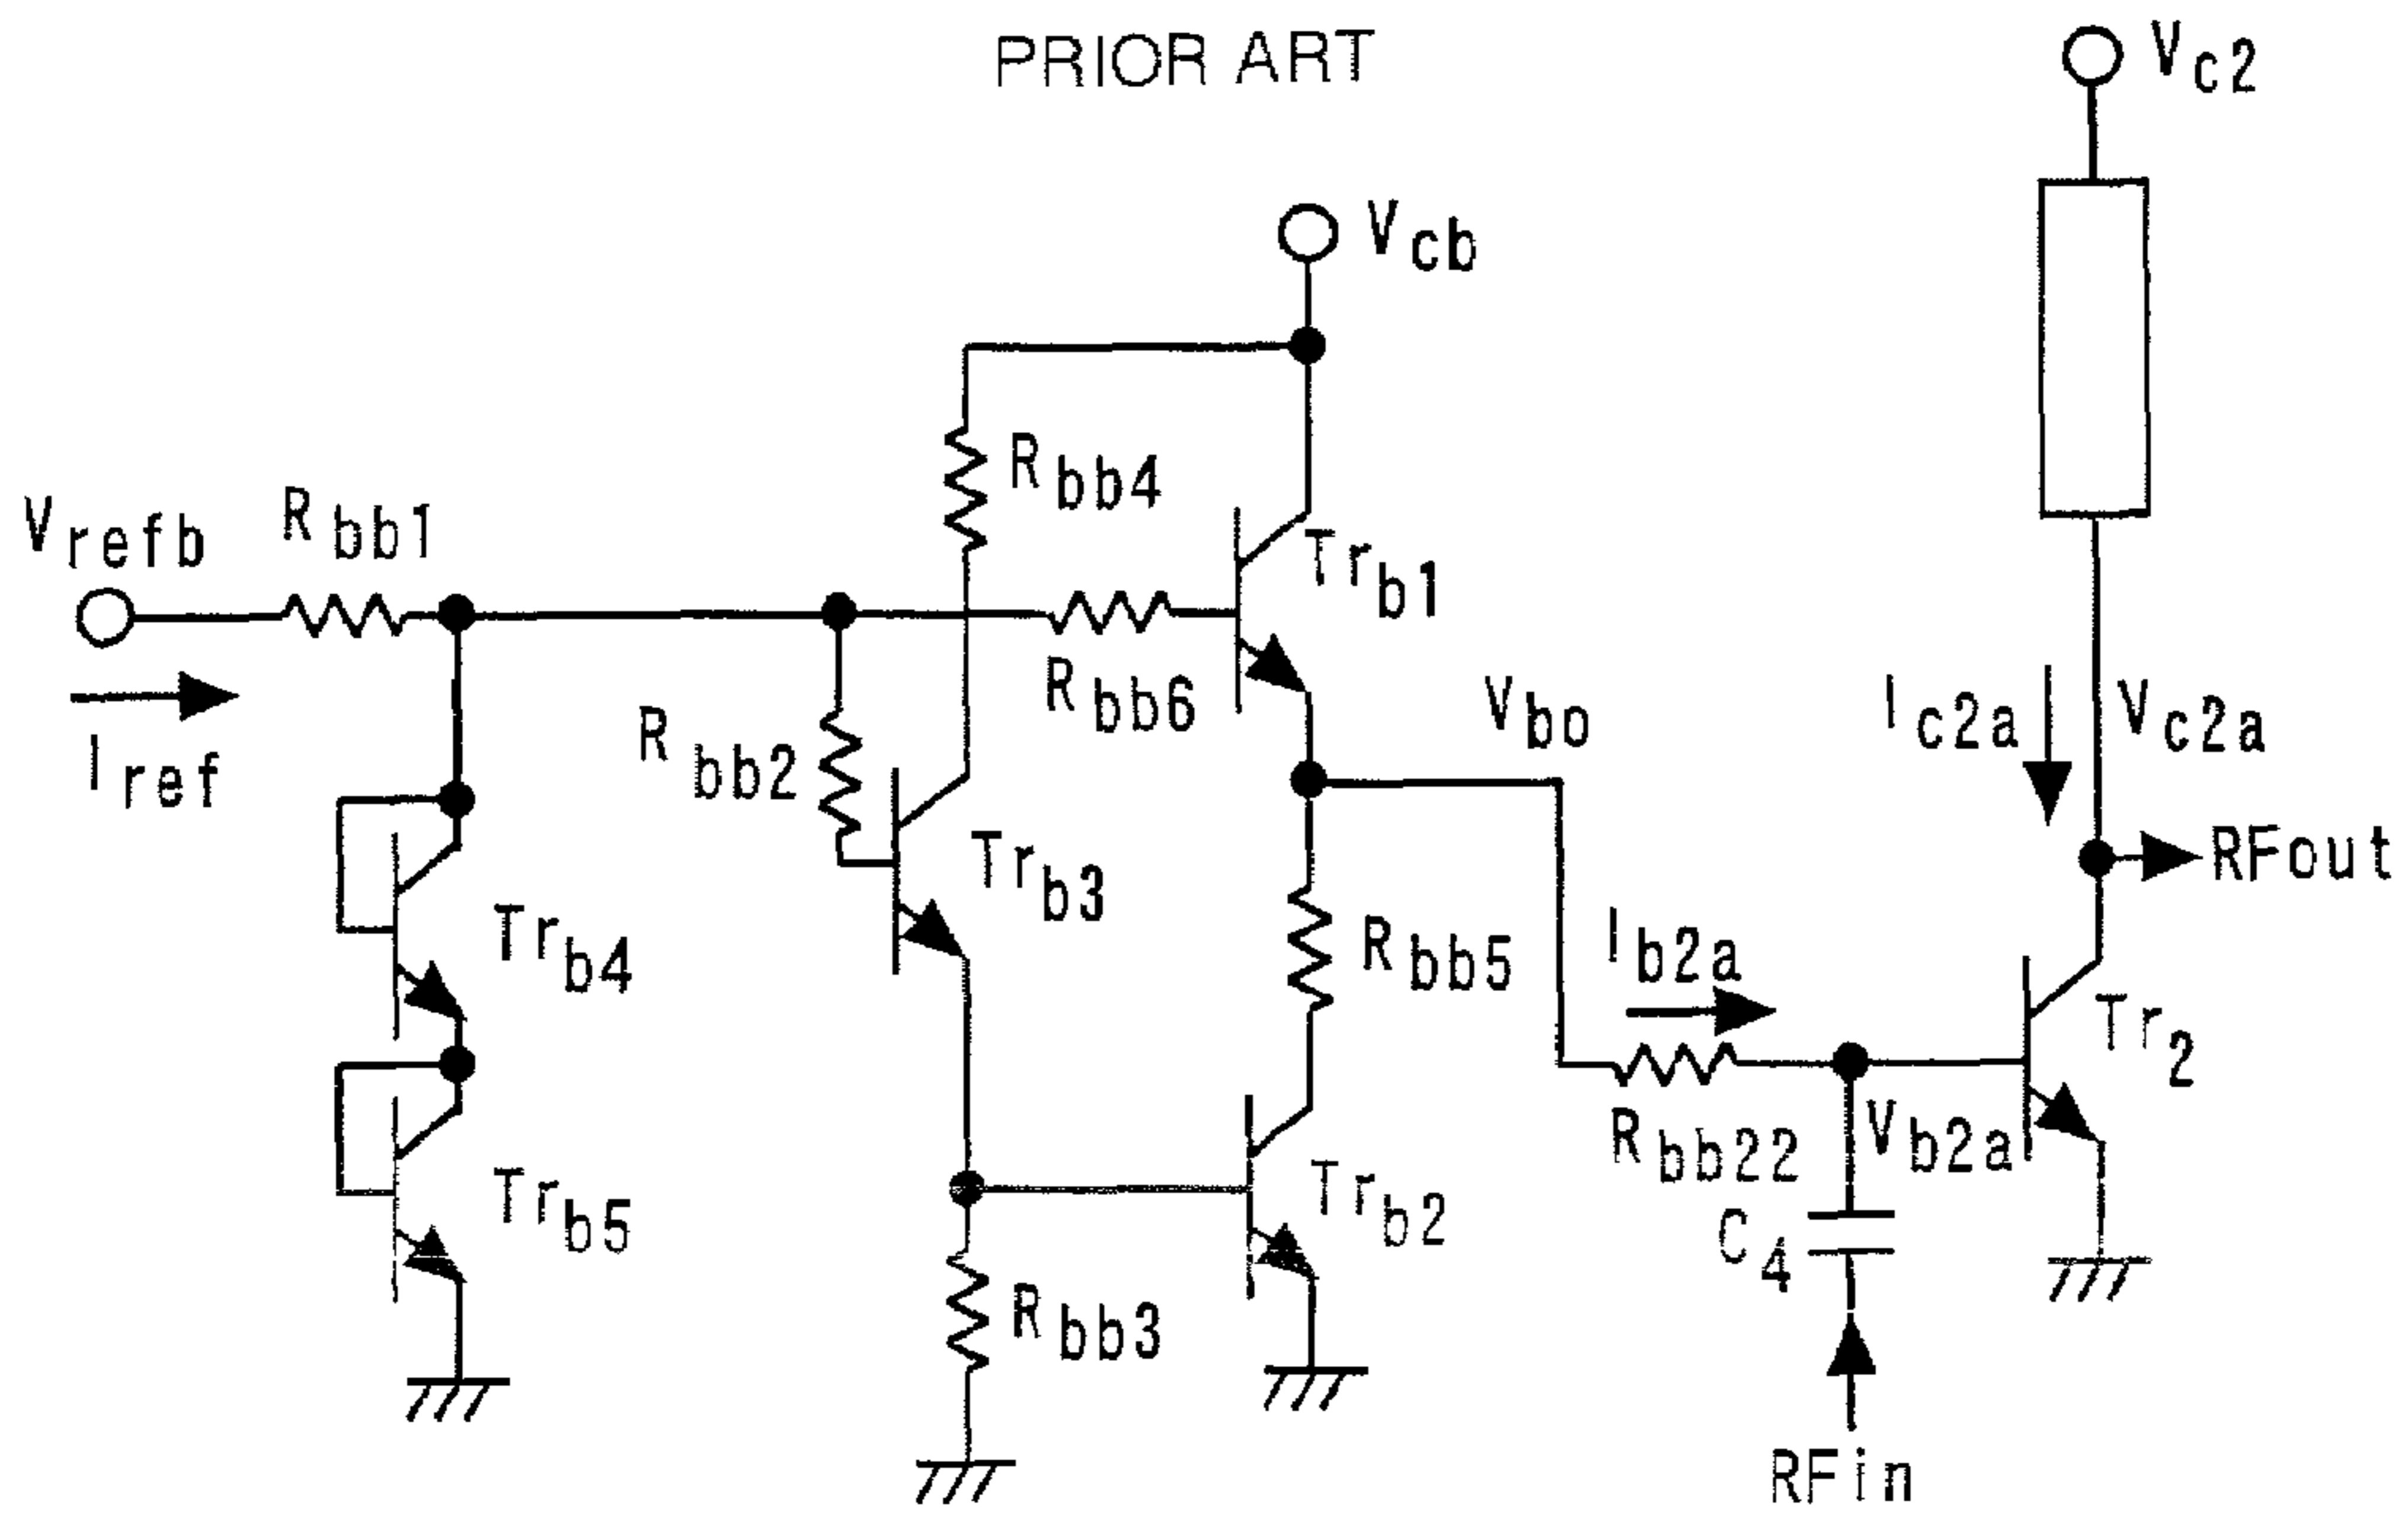 PRIOR ART
Vc2
Vcb
Rbb4
Vrefb
Rbb1
Trb1
Iref
Rbb2
Rbb6
Vbo
Ic2a
Vc2a
RFout
Trb3
Trb4
Rbb5
Ib2a
Tr2
Rbb22
Vb2a
Trb5
Trb2
C4
Rbb3
RFin